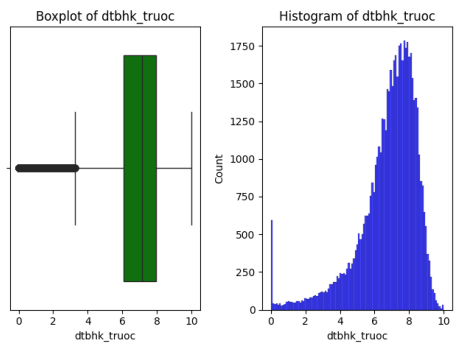 Boxplot of dtbhk_truoc
0 2 4 6 8 10
dtbhk_truoc
Histogram of dtbhk_truoc
1750
1500
1250
1000
750
500
250
0
Count
0 2 4 6 8 10
dtbhk_truoc